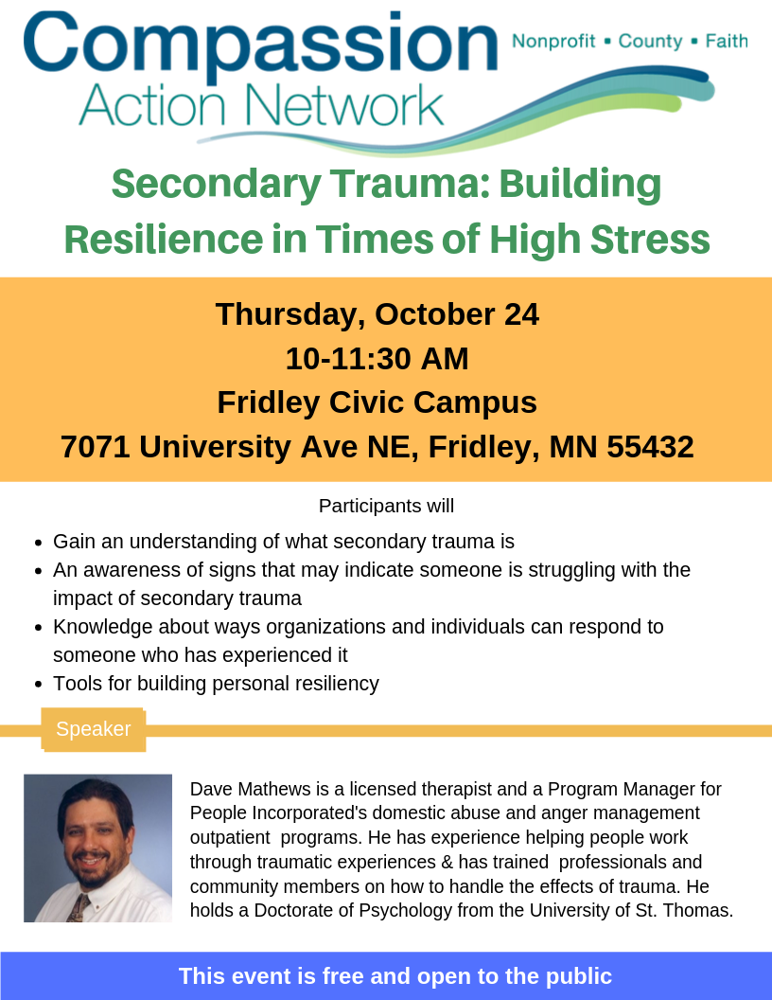 Compassion
Nonprofit • County • Faith
Action Network
Secondary Trauma: Building
Resilience in Times of High Stress
Thursday, October 24
10-11:30 AM
Fridley Civic Campus
7071 University Ave NE, Fridley, MN 55432
Participants will
• Gain an understanding of what secondary trauma is
• An awareness of signs that may indicate someone is struggling with the
impact of secondary trauma
• Knowledge about ways organizations and individuals can respond to
someone who has experienced it
• Tools for building personal resiliency
Speaker
Dave Mathews is a licensed therapist and a Program Manager for
People Incorporated's domestic abuse and anger management
outpatient  programs. He has experience helping people work
through traumatic experiences & has trained  professionals and
community members on how to handle the effects of trauma. He
holds a Doctorate of Psychology from the University of St. Thomas.
This event is free and open to the public